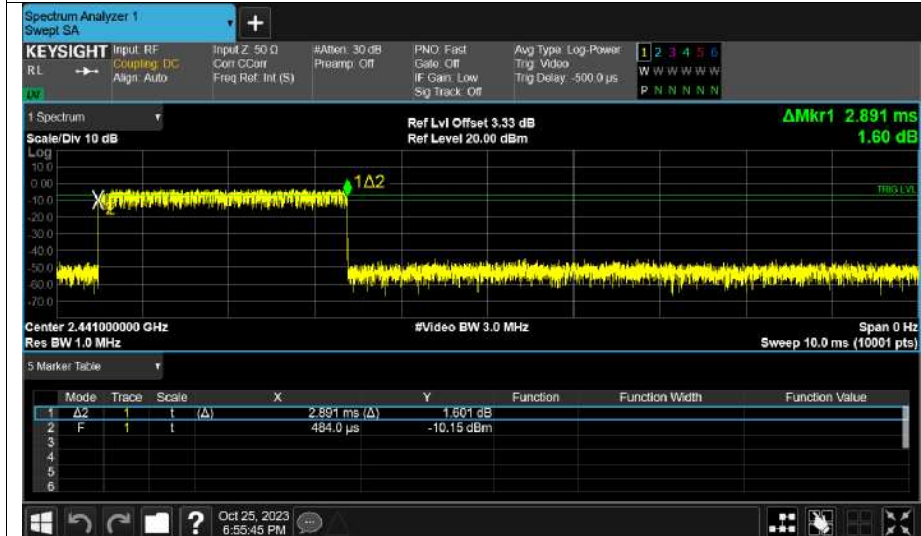 Spectrum Analyzer 1
Swept SA
+
KEYSIGHT Input: RF Input Z: 50 Ω #Atten: 30 dB PNO: Fast Avg Type: Log-Power 1 2 3 4 5 6
RL Coupling: DC Corr CCorr Preamp: Off Gate: Off Trig: Video W W W W W W
Align: Auto Freq Ref: Int (S) IF Gain: Low Trig Delay: -500.0 µs
Sig Track: Off P N N N N N
1 Spectrum Ref Lvl Offset 3.33 dB ΔMkr1 2.891 ms
Scale/Div 10 dB Ref Level 20.00 dBm 1.60 dB
Log
10.0
0.00 1Δ2 TRIG LVL
-10.0
-20.0
-30.0
-40.0
-50.0
-60.0
-70.0
Center 2.441000000 GHz #Video BW 3.0 MHz Span 0 Hz
Res BW 1.0 MHz Sweep 10.0 ms (10001 pts)
5 Marker Table
Mode Trace Scale X Y Function Function Width Function Value
1 Δ2 1 t (Δ) 2.891 ms (Δ) 1.601 dB
2 F 1 t 484.0 µs -10.15 dBm
3
4
5
6
? Oct 25, 2023
6:55:45 PM